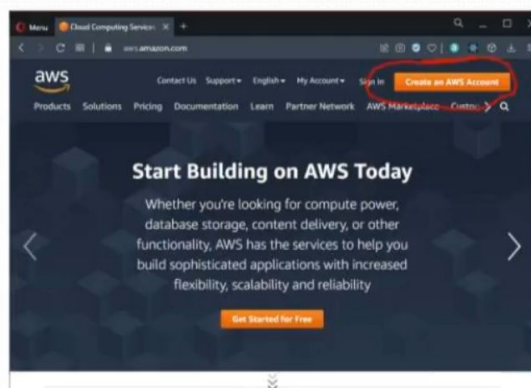 Menu
Cloud Computing Services
aws.amazon.com
aws
Contact Us Support English My Account Sign In Create an AWS Account
Products Solutions Pricing Documentation Learn Partner Network AWS Marketplace
Start Building on AWS Today
Whether you're looking for compute power,
database storage, content delivery, or other
functionality, AWS has the services to help you
build sophisticated applications with increased
flexibility, scalability and reliability
Get Started for Free